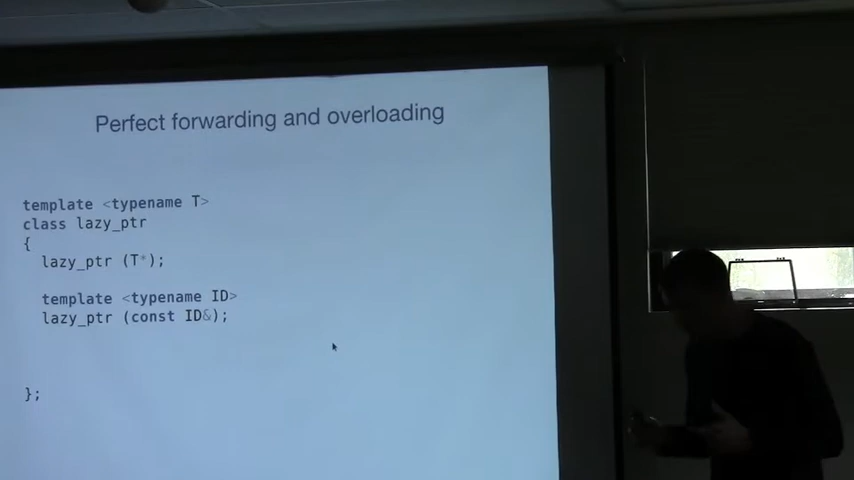 Perfect forwarding and overloading
template <typename T>
class lazy_ptr
{
lazy_ptr (T*);
template <typename ID>
lazy_ptr (const ID&);
};